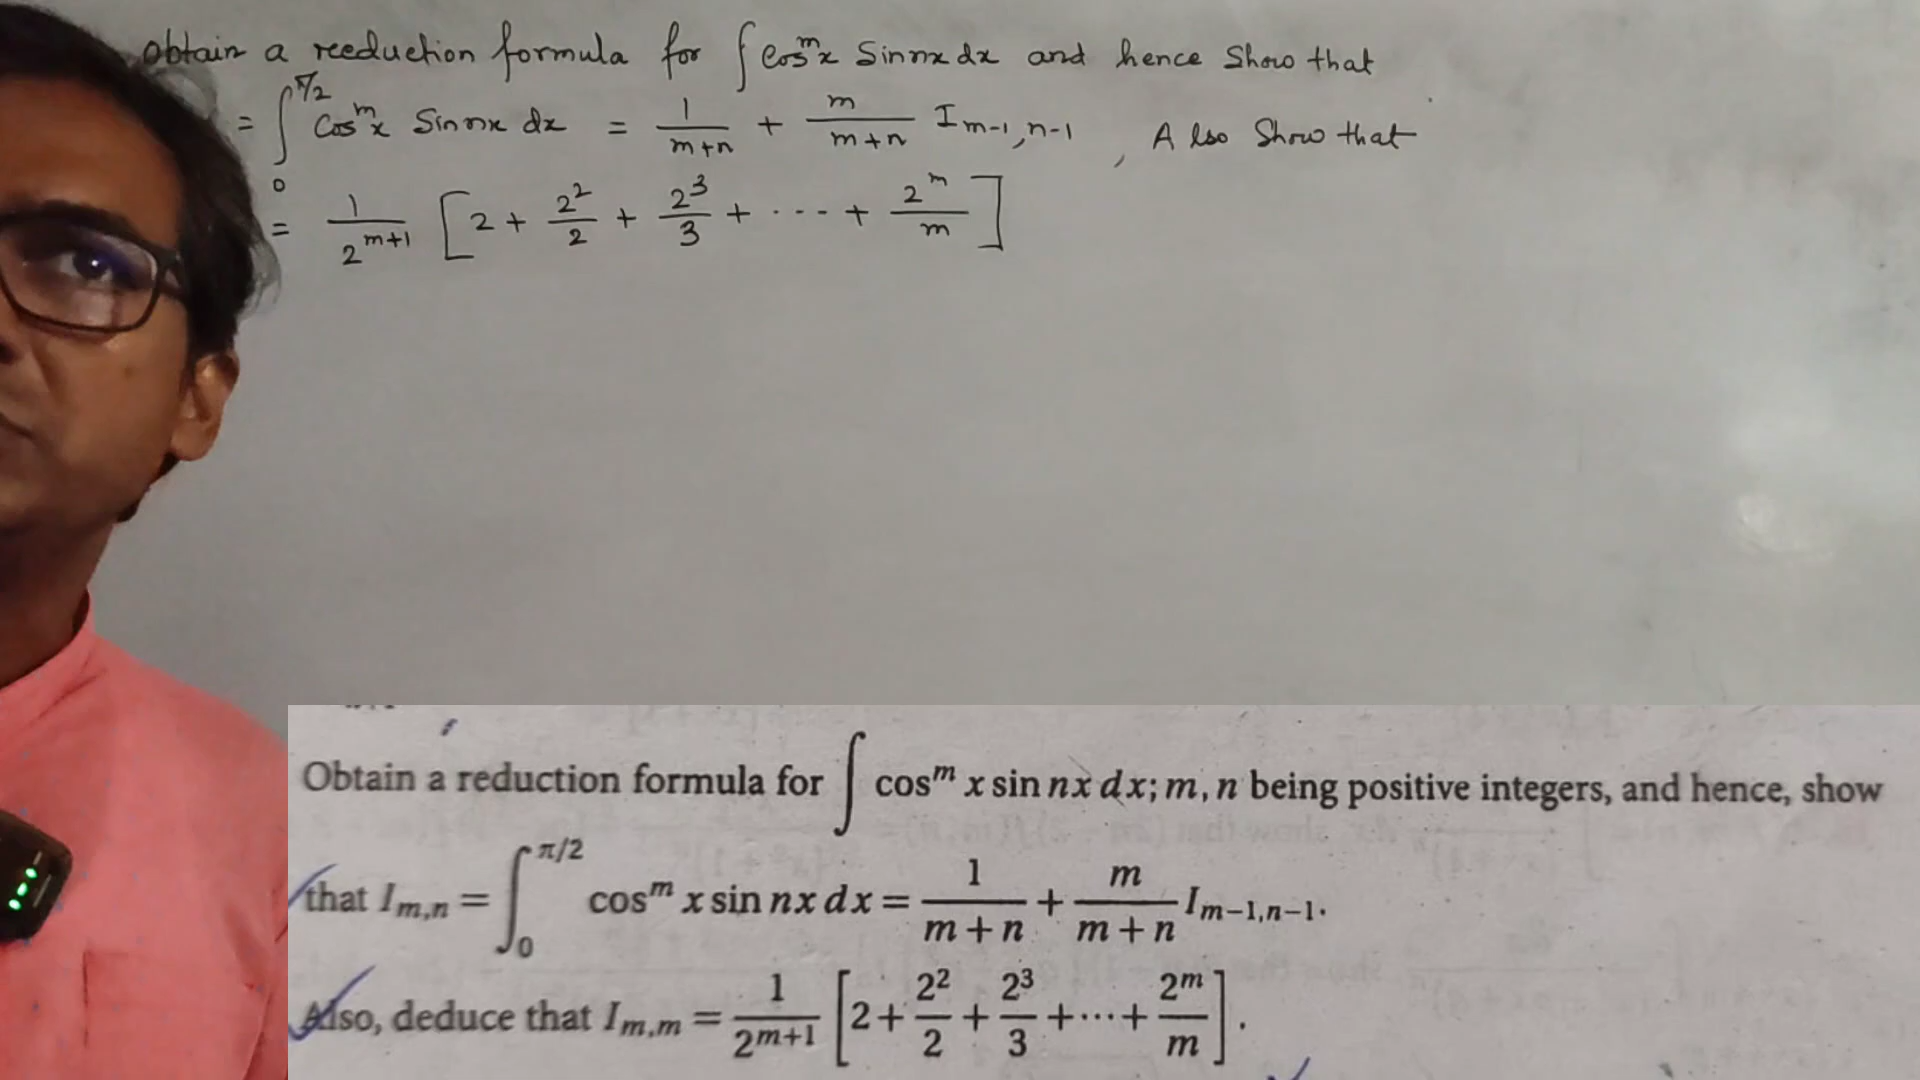 obtain a reeduction formula for ∫ Cos^m x Sin nx dx and hence Show that
= ∫_0^{π/2} Cos^m x Sin nx dx = 1/(m+n) + m/(m+n) I_{m-1,n-1} , Also Show that
= 1/2^{m+1} [2 + 2^2/2 + 2^3/3 + --- + 2^m/m]
Obtain a reduction formula for ∫ cos^m x sin nx dx; m, n being positive integers, and hence, show
that I_{m,n} = ∫_0^{π/2} cos^m x sin nx dx = 1/(m+n) + m/(m+n) I_{m-1,n-1}.
Also, deduce that I_{m,m} = 1/2^{m+1} [2 + 2^2/2 + 2^3/3 + ⋯ + 2^m/m].